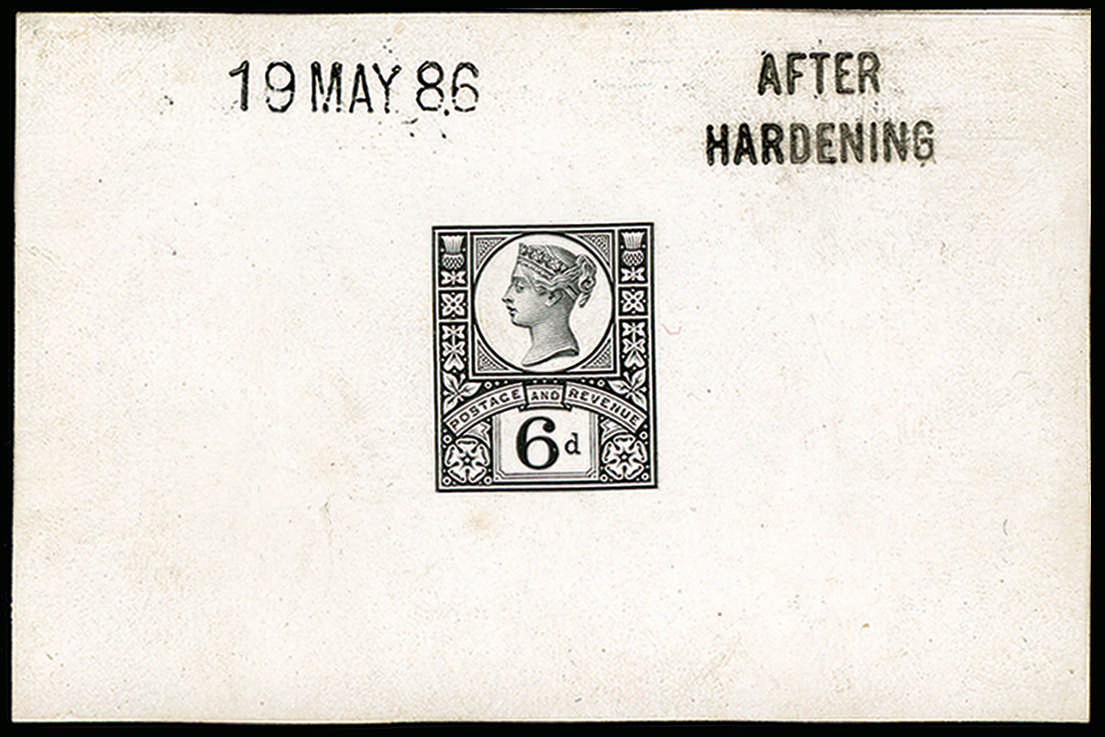 19 MAY 86
AFTER
HARDENING
POSTAGE AND REVENUE
6d